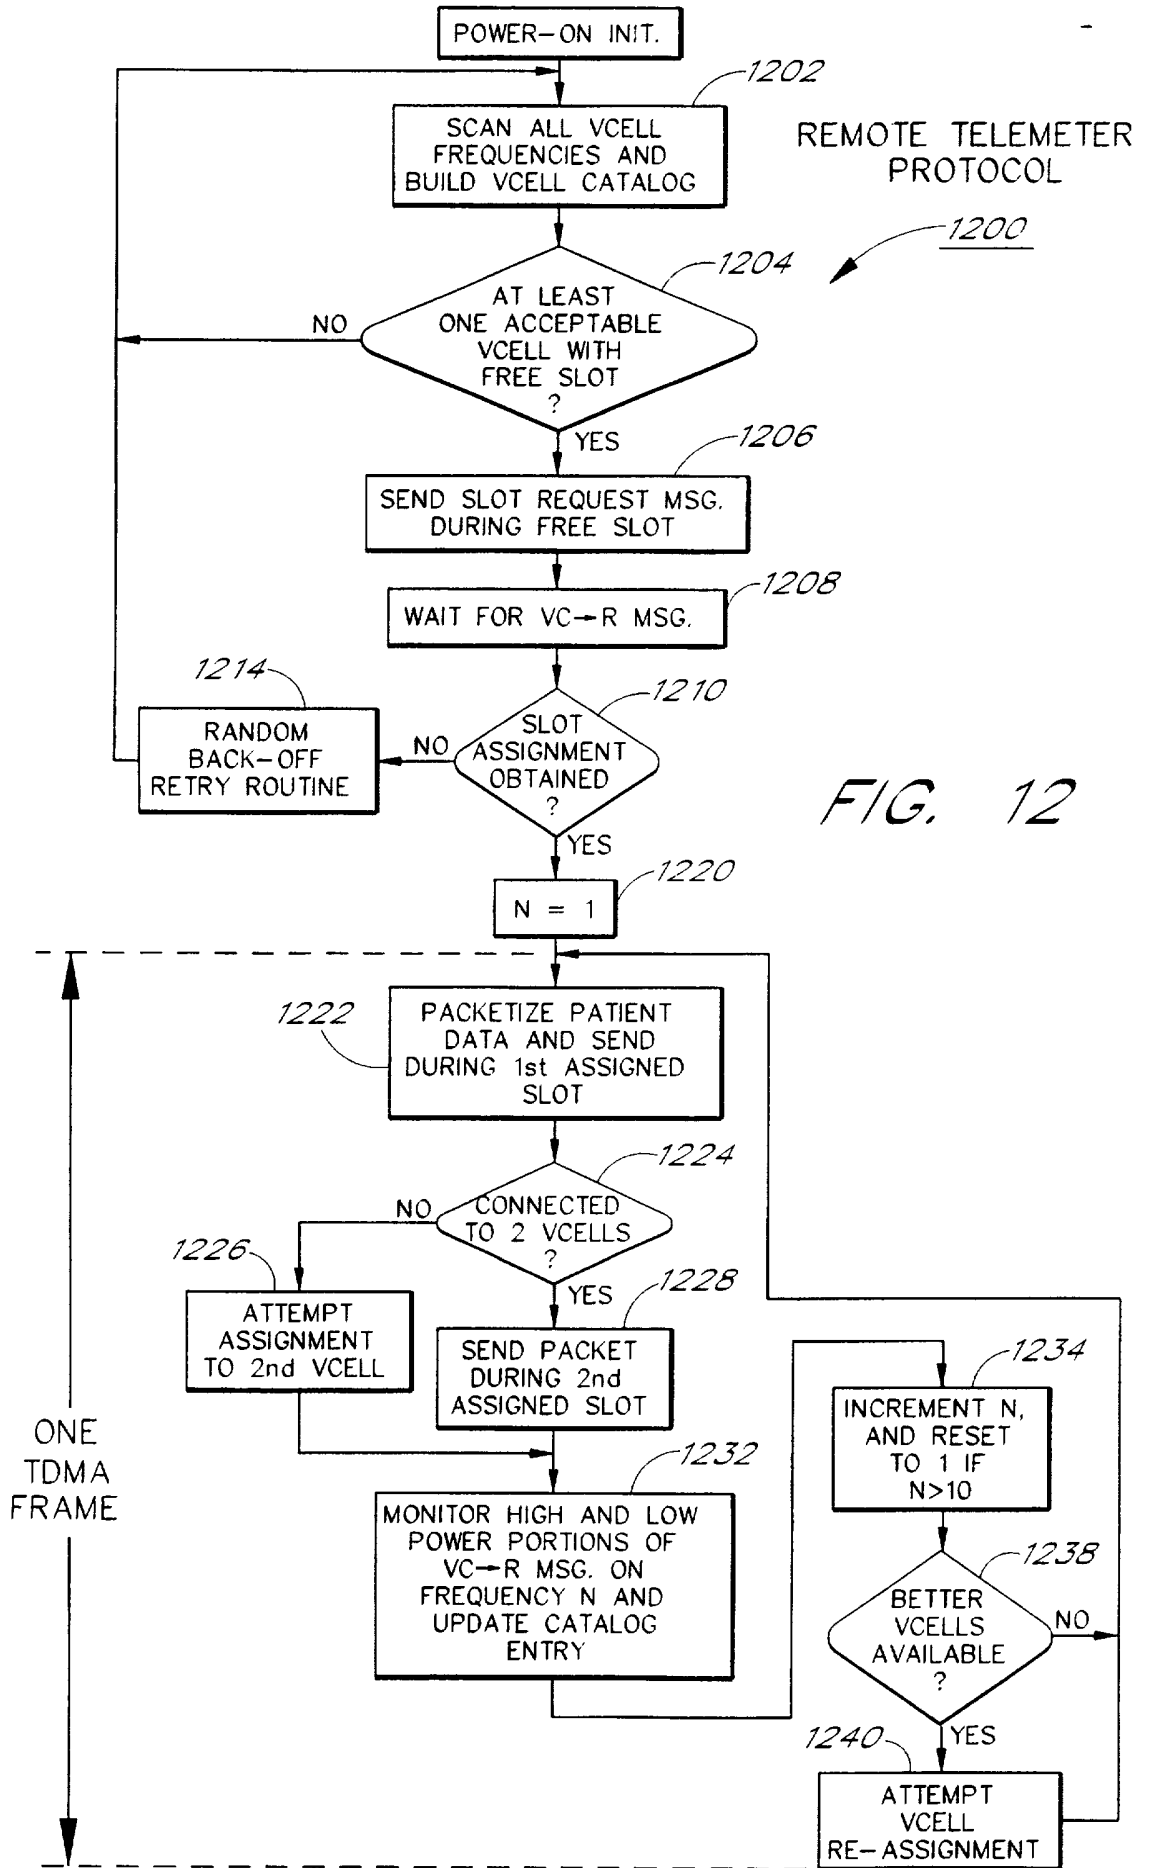 POWER-ON INIT.
1202
SCAN ALL VCELL
FREQUENCIES AND
BUILD VCELL CATALOG
REMOTE TELEMETER
PROTOCOL
1200
1204
AT LEAST
ONE ACCEPTABLE
VCELL WITH
FREE SLOT
?
NO
YES
1206
SEND SLOT REQUEST MSG.
DURING FREE SLOT
1208
WAIT FOR VC→R MSG.
1210
SLOT
ASSIGNMENT
OBTAINED
?
NO
1214
RANDOM
BACK-OFF
RETRY ROUTINE
YES
FIG. 12
1220
N = 1
1222
PACKETIZE PATIENT
DATA AND SEND
DURING 1st ASSIGNED
SLOT
1224
CONNECTED
TO 2 VCELLS
?
NO
YES
1226
ATTEMPT
ASSIGNMENT
TO 2nd VCELL
1228
SEND PACKET
DURING 2nd
ASSIGNED SLOT
1232
MONITOR HIGH AND LOW
POWER PORTIONS OF
VC→R MSG. ON
FREQUENCY N AND
UPDATE CATALOG
ENTRY
1234
INCREMENT N,
AND RESET
TO 1 IF
N>10
1238
BETTER
VCELLS
AVAILABLE
?
NO
YES
1240
ATTEMPT
VCELL
RE-ASSIGNMENT
ONE
TDMA
FRAME